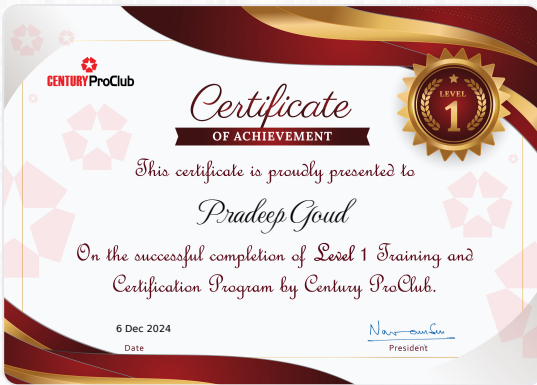 CENTURY ProClub
LEVEL
1
Certificate
OF ACHIEVEMENT
This certificate is proudly presented to
Pradeep Goud
On the successful completion of Level 1 Training and
Certification Program by Century ProClub.
6 Dec 2024
Date
President